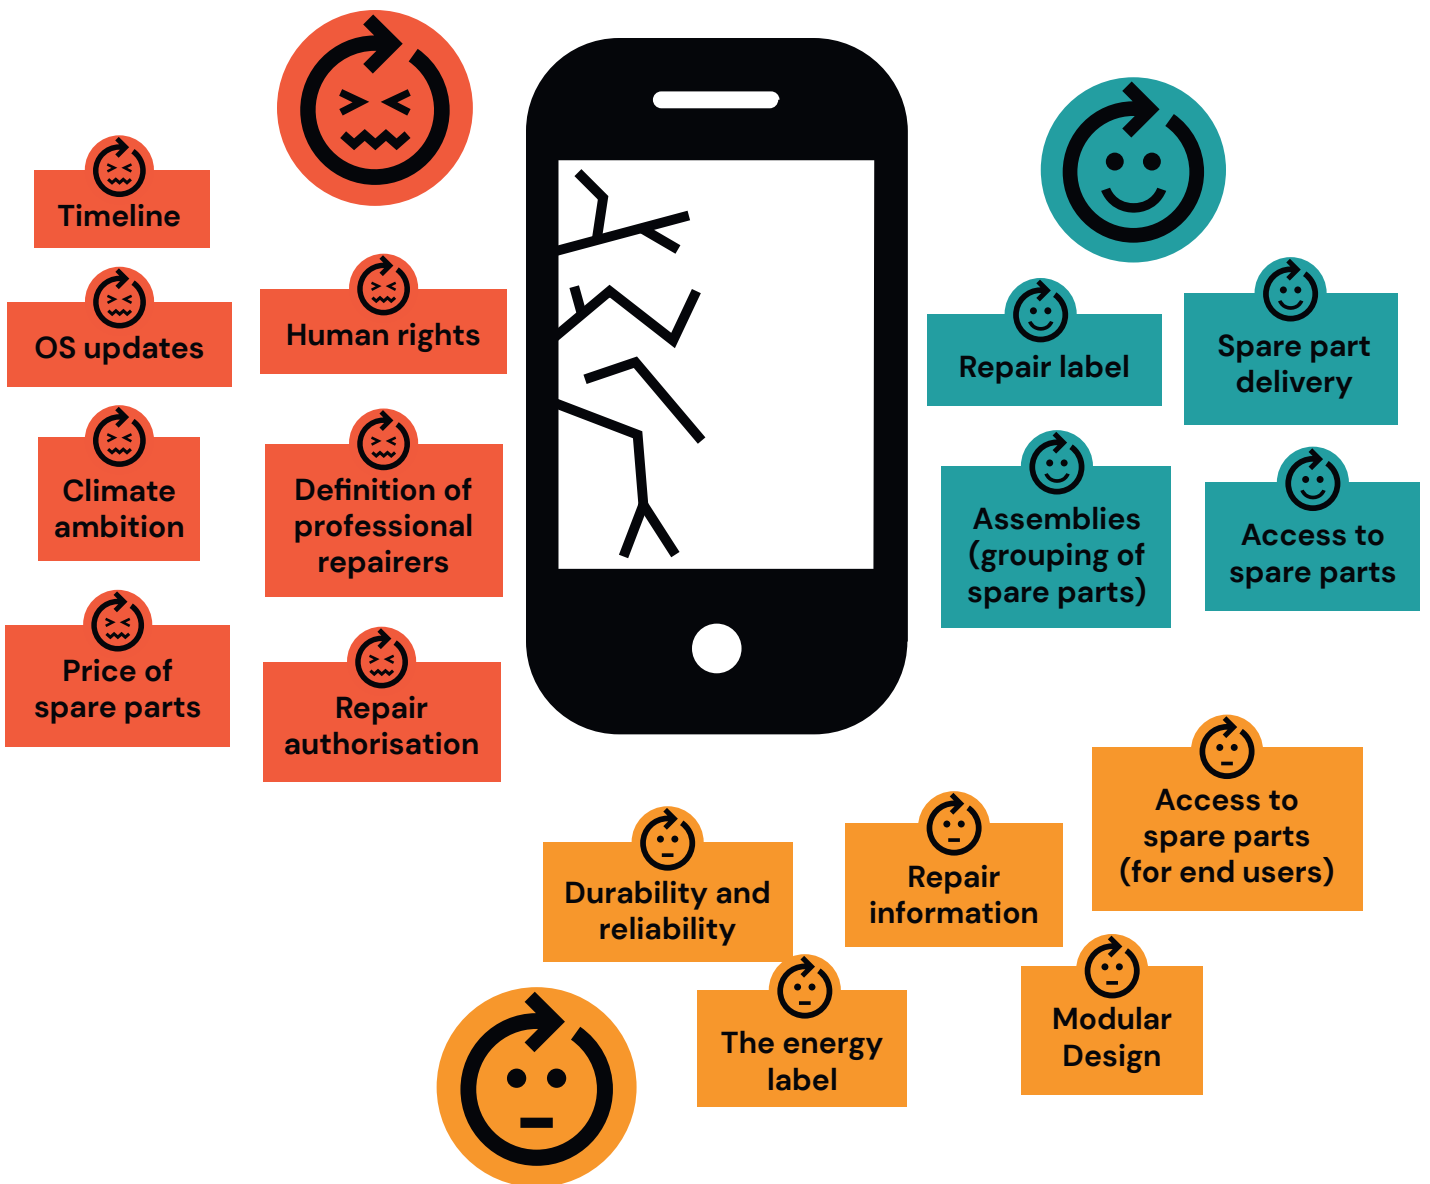 Timeline
OS updates
Human rights
Climate
ambition
Definition of
professional
repairers
Price of
spare parts
Repair
authorisation
Repair label
Spare part
delivery
Assemblies
(grouping of
spare parts)
Access to
spare parts
Durability and
reliability
Repair
information
Access to
spare parts
(for end users)
The energy
label
Modular
Design